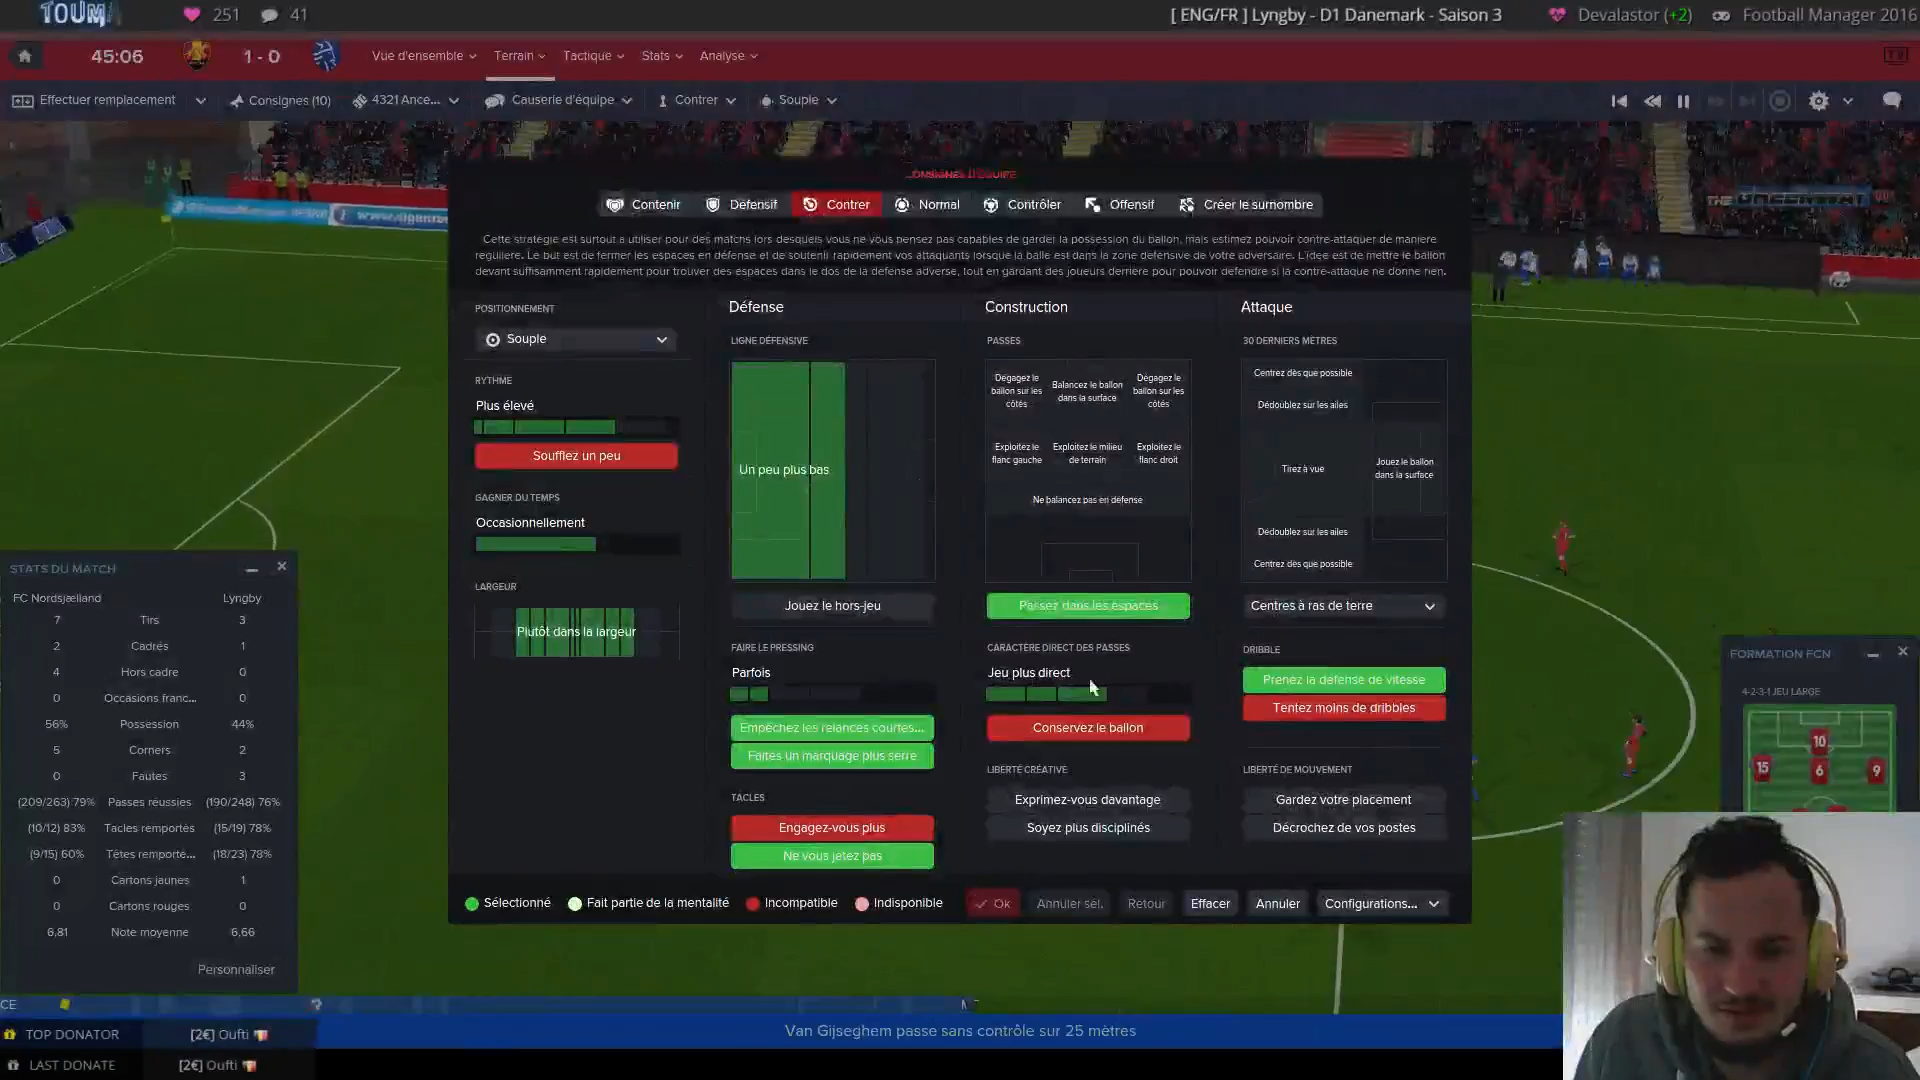 TOUM
251
41
[ ENG/FR ] Lyngby - D1 Danemark - Saison 3
Devalastor (+2)
Football Manager 2016
45:06
1 - 0
Vue d'ensemble
Terrain
Tactique
Stats
Analyse
Effectuer remplacement
Consignes (10)
4321 Ance...
Causerie d'équipe
Contrer
Souple
Contenir
Défensif
Contrer
Normal
Contrôler
Offensif
Créer le surnombre
Cette stratégie est surtout à utiliser pour des matchs lors desquels vous ne vous pensez pas capables de garder la possession du ballon, mais estimez pouvoir contre-attaquer de manière
régulière. Le but est de fermer les espaces en défense et de soutenir rapidement vos attaquants lorsque la balle est dans la zone défensive de votre adversaire. L'idée est de mettre le ballon
devant suffisamment rapidement pour trouver des espaces dans le dos de la défense adverse, tout en gardant des joueurs derrière pour pouvoir défendre si la contre-attaque ne donne rien.
POSITIONNEMENT
Souple
RYTHME
Plus élevé
Soufflez un peu
GAGNER DU TEMPS
Occasionnellement
LARGEUR
Plutôt dans la largeur
Défense
LIGNE DÉFENSIVE
Un peu plus bas
Jouez le hors-jeu
FAIRE LE PRESSING
Parfois
Empêchez les relances courtes...
Faites un marquage plus serré
TACLES
Engagez-vous plus
Ne vous jetez pas
Construction
PASSES
Dégagez le
ballon sur les
côtés
Balancez le ballon
dans la surface
Dégagez le
ballon sur les
côtés
Exploitez le
flanc gauche
Exploitez le milieu
de terrain
Exploitez le
flanc droit
Ne balancez pas en défense
Passez dans les espaces
CARACTÈRE DIRECT DES PASSES
Jeu plus direct
Conservez le ballon
LIBERTÉ CRÉATIVE
Exprimez-vous davantage
Soyez plus disciplinés
Attaque
30 DERNIERS MÈTRES
Centrez dès que possible
Dédoublez sur les ailes
Tirez à vue
Jouez le ballon
dans la surface
Dédoublez sur les ailes
Centrez dès que possible
Centres à ras de terre
DRIBBLE
Prenez la défense de vitesse
Tentez moins de dribbles
LIBERTÉ DE MOUVEMENT
Gardez votre placement
Décrochez de vos postes
Sélectionné
Fait partie de la mentalité
Incompatible
Indisponible
Ok
Annuler sél.
Retour
Effacer
Annuler
Configurations...
STATS DU MATCH
FC Nordsjælland
Lyngby
7 Tirs 3
2 Cadrés 1
4 Hors cadre 0
0 Occasions franc... 0
56% Possession 44%
5 Corners 2
0 Fautes 3
(209/263) 79% Passes réussies (190/248) 76%
(10/12) 83% Tacles remportés (15/19) 78%
(9/15) 60% Têtes remporté... (18/23) 78%
0 Cartons jaunes 1
0 Cartons rouges 0
6,81 Note moyenne 6,66
Personnaliser
FORMATION FCN
4-2-3-1 JEU LARGE
10
15
6
9
CE
Van Gijseghem passe sans contrôle sur 25 mètres
TOP DONATOR
[2€] Oufti
LAST DONATE
[2€] Oufti